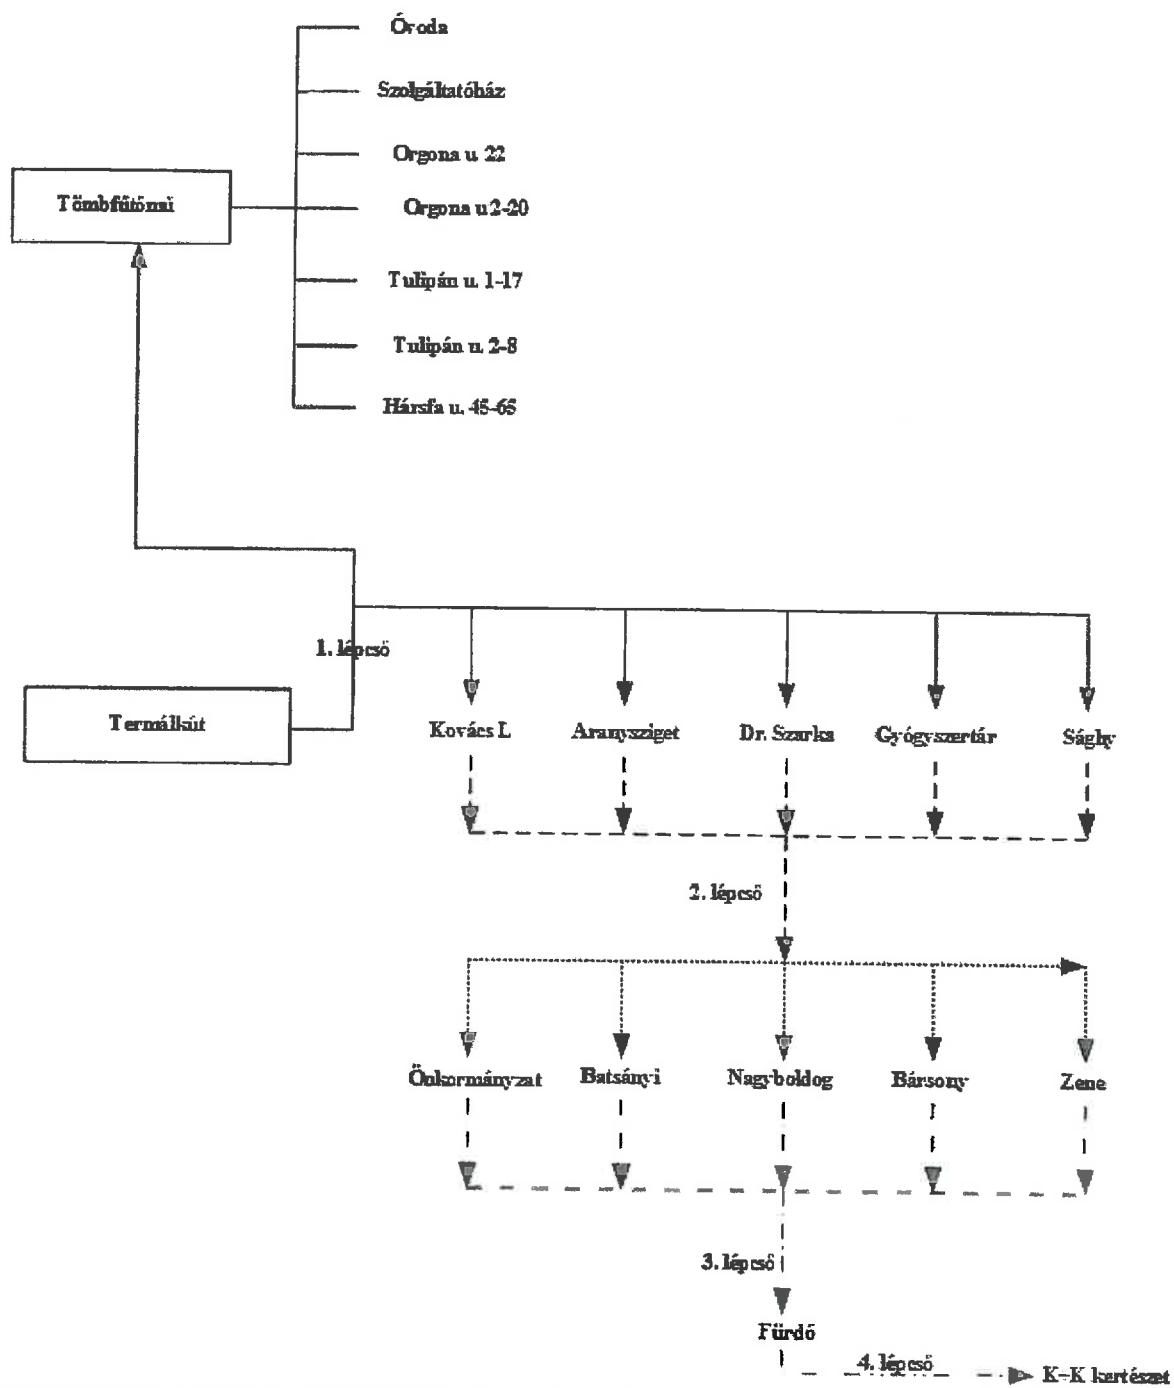 Óvoda
Szolgáltatóház
Orgona u. 22
Tömbfűtőmű
Orgona u 2-20
Tulipán u. 1-17
Tulipán u. 2-8
Hársfa u. 45-65
1. lépcső
Termálkút
Kovács L
Aranysziget
Dr. Szarka
Gyógyszertár
Sághy
2. lépcső
Önkormányzat
Batsányi
Nagyboldog
Bársony
Zene
3. lépcső
Fürdő
4. lépcső
K+K kertészet